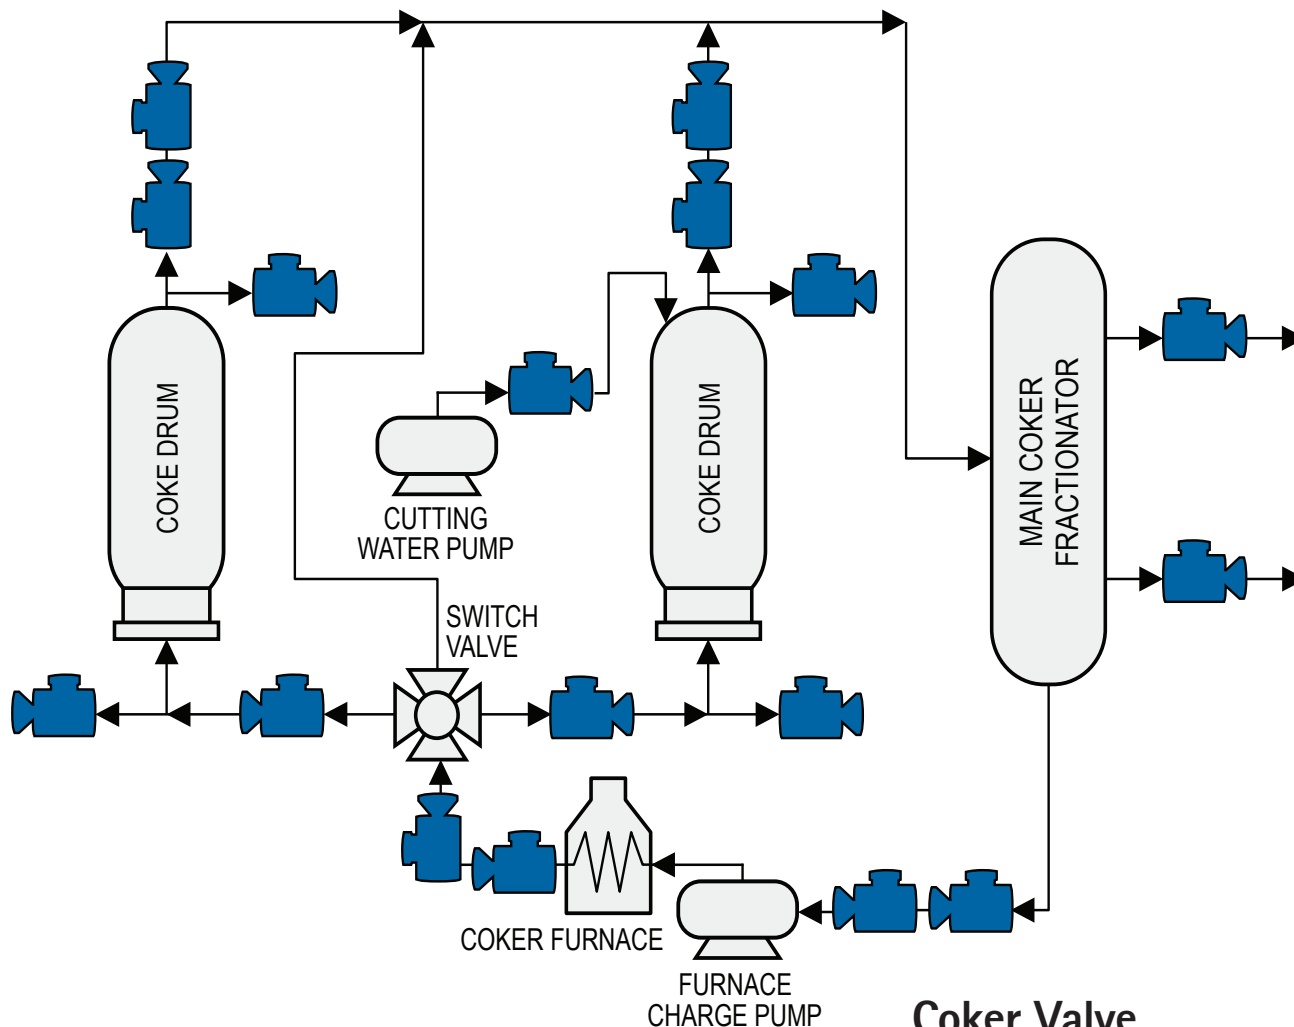 COKE DRUM
CUTTING
WATER PUMP
COKE DRUM
MAIN COKER
FRACTIONATOR
SWITCH
VALVE
COKER FURNACE
FURNACE
CHARGE PUMP
Coker Valve